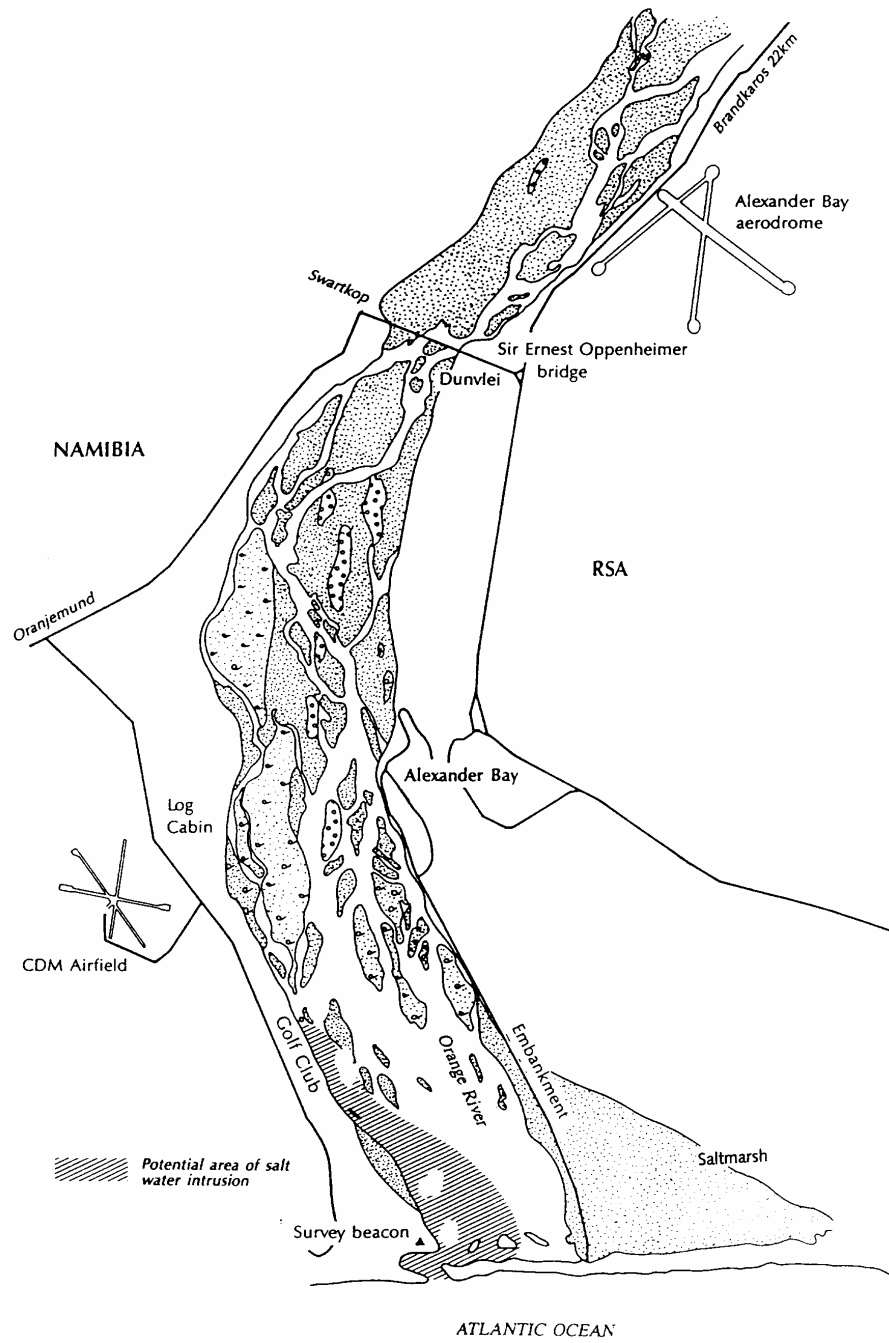 Brandkaros 22km
Alexander Bay
aerodrome
Swartkop
Sir Ernest Oppenheimer
bridge
Dunvlei
NAMIBIA
RSA
Oranjemund
Alexander Bay
Log
Cabin
CDM Airfield
Golf Club
Orange River
Embankment
Saltmarsh
Potential area of salt
water intrusion
Survey beacon
ATLANTIC OCEAN